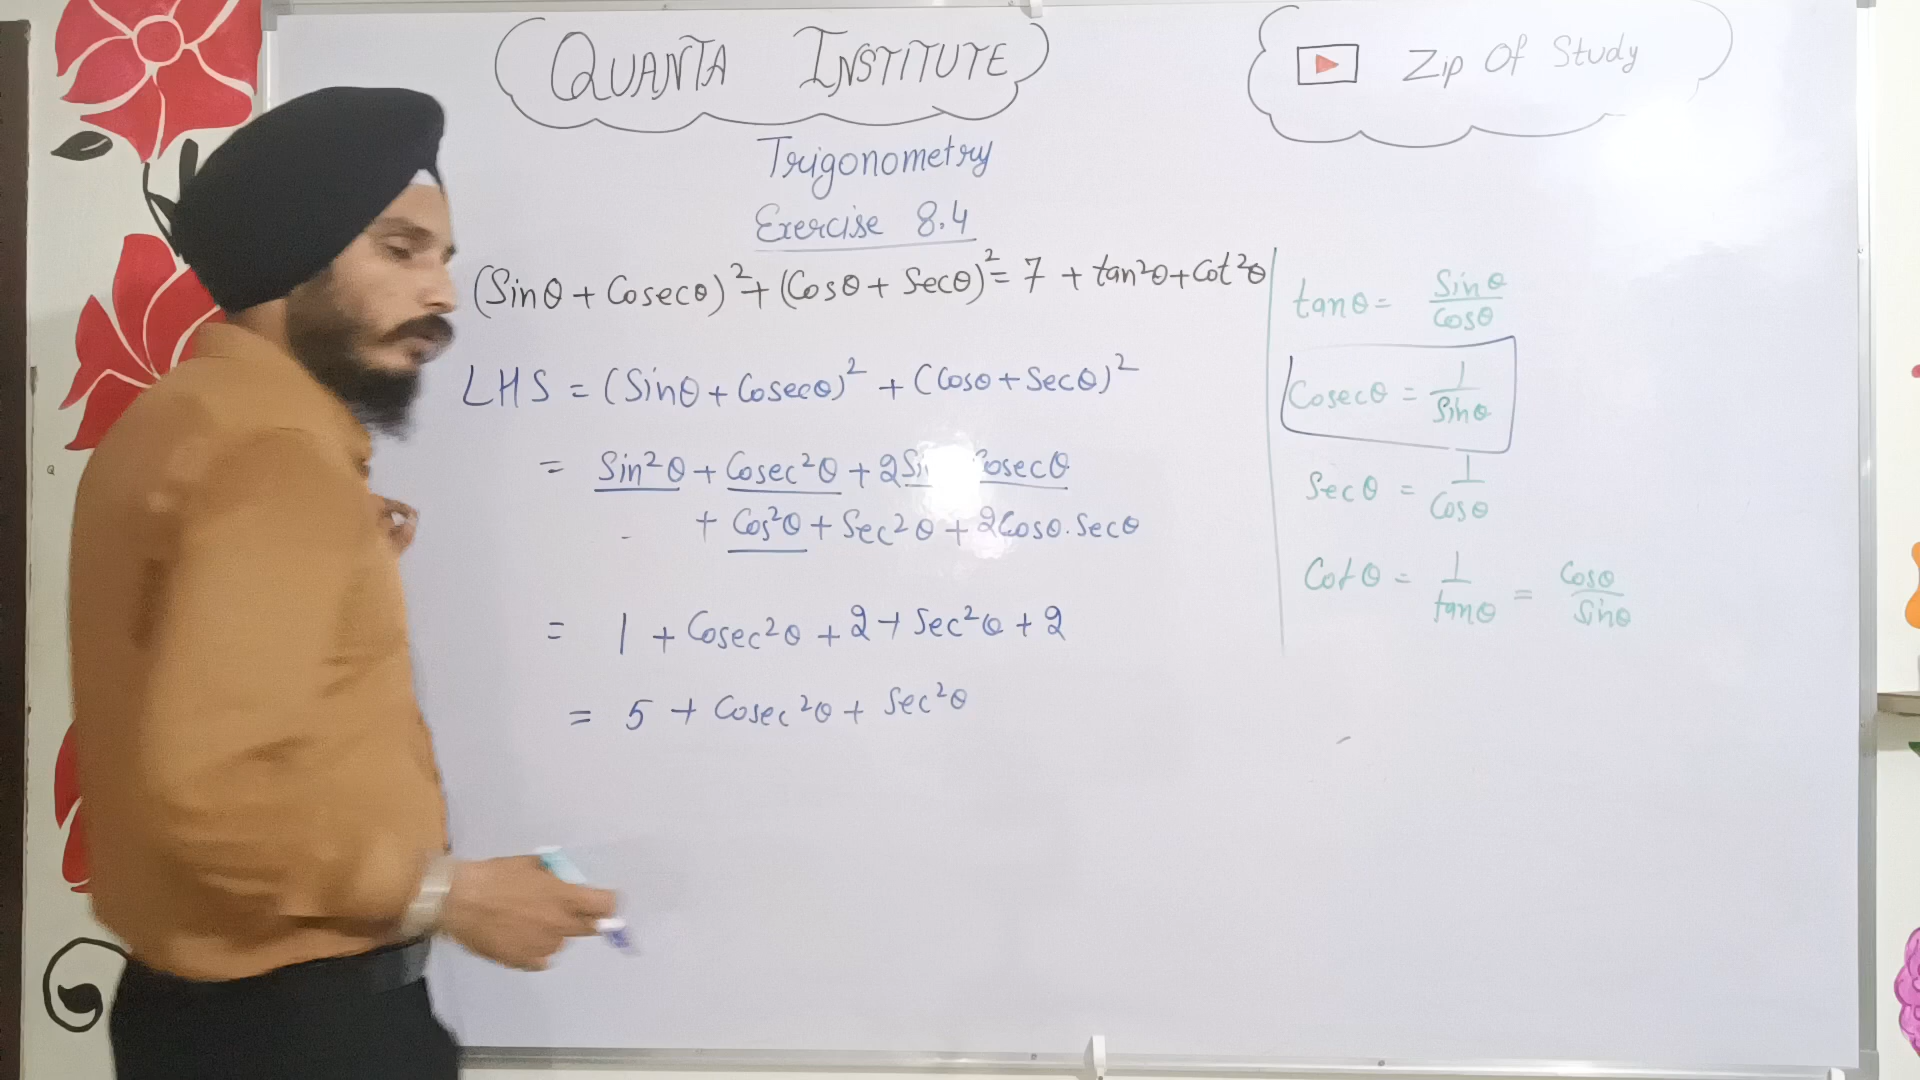 QUANTA INSTITUTE
Zip Of Study
Trigonometry
Exercise 8.4
(Sinθ + Cosecθ)² + (Cosθ + Secθ)² = 7 + tan²θ + Cot²θ
LHS = (Sinθ + Cosecθ)² + (Cosθ + Secθ)²
= Sin²θ + Cosec²θ + 2 Cosecθ
+ Cos²θ + Sec²θ + 2Cosθ.Secθ
= 1 + Cosec²θ + 2 + Sec²θ + 2
= 5 + Cosec²θ + Sec²θ
tanθ = Sinθ/Cosθ
Cosecθ = 1/Sinθ
Secθ = 1/Cosθ
Cotθ = 1/tanθ = Cosθ/Sinθ